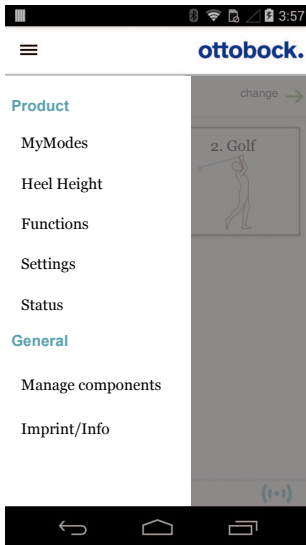 3:57
ottobock.
change
Product
MyModes
2. Golf
Heel Height
Functions
Settings
Status
General
Manage components
Imprint/Info